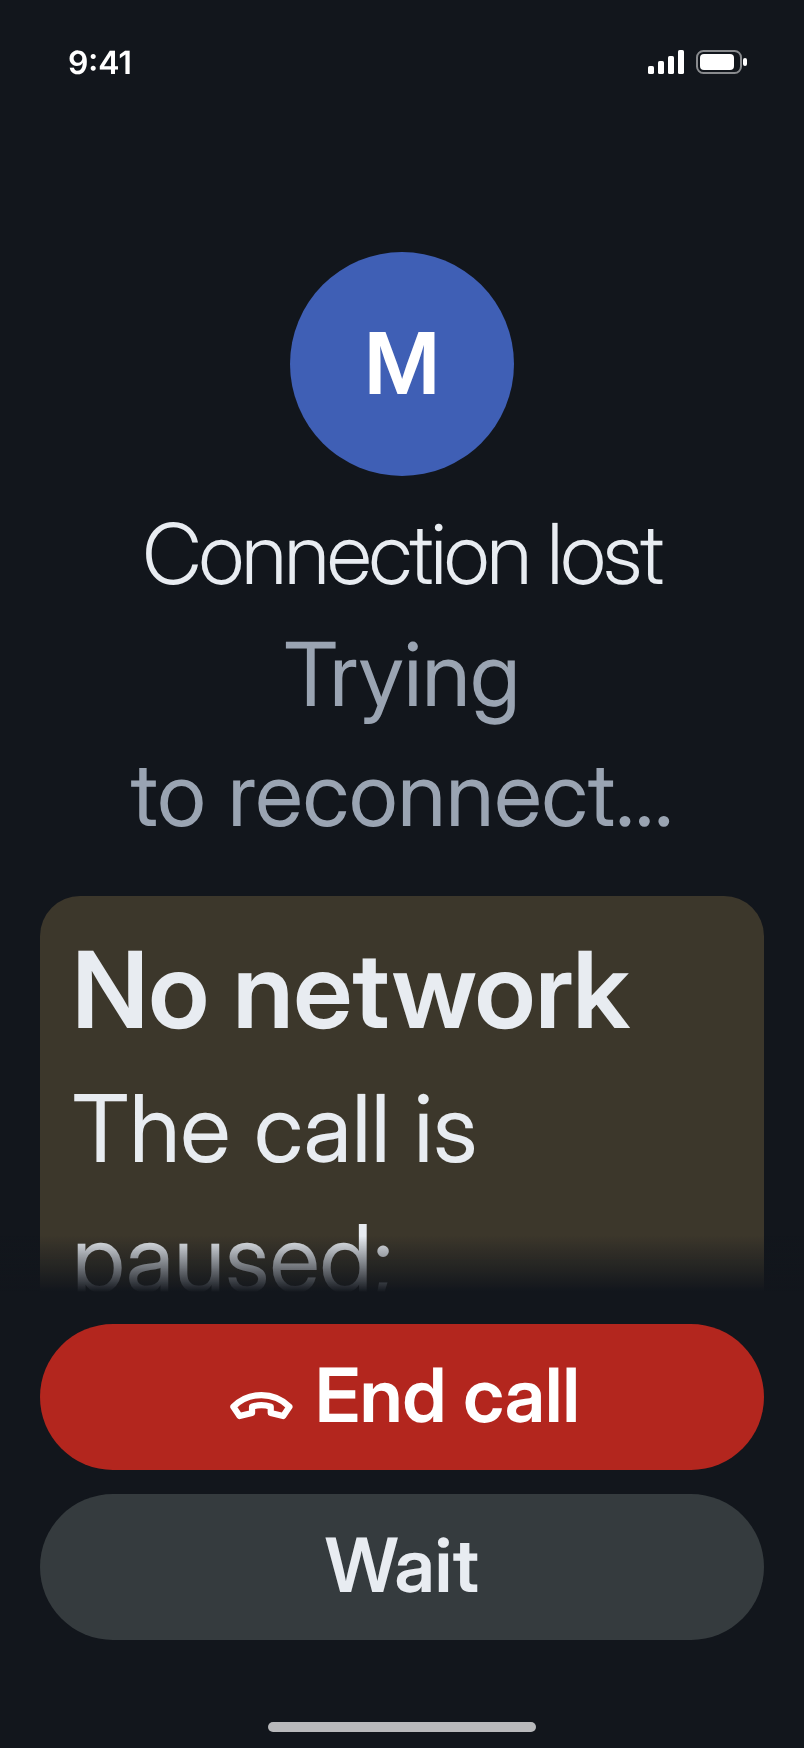 9:41
M
Connection lost
Trying
to reconnect...
No network
The call is
paused;
End call
Wait